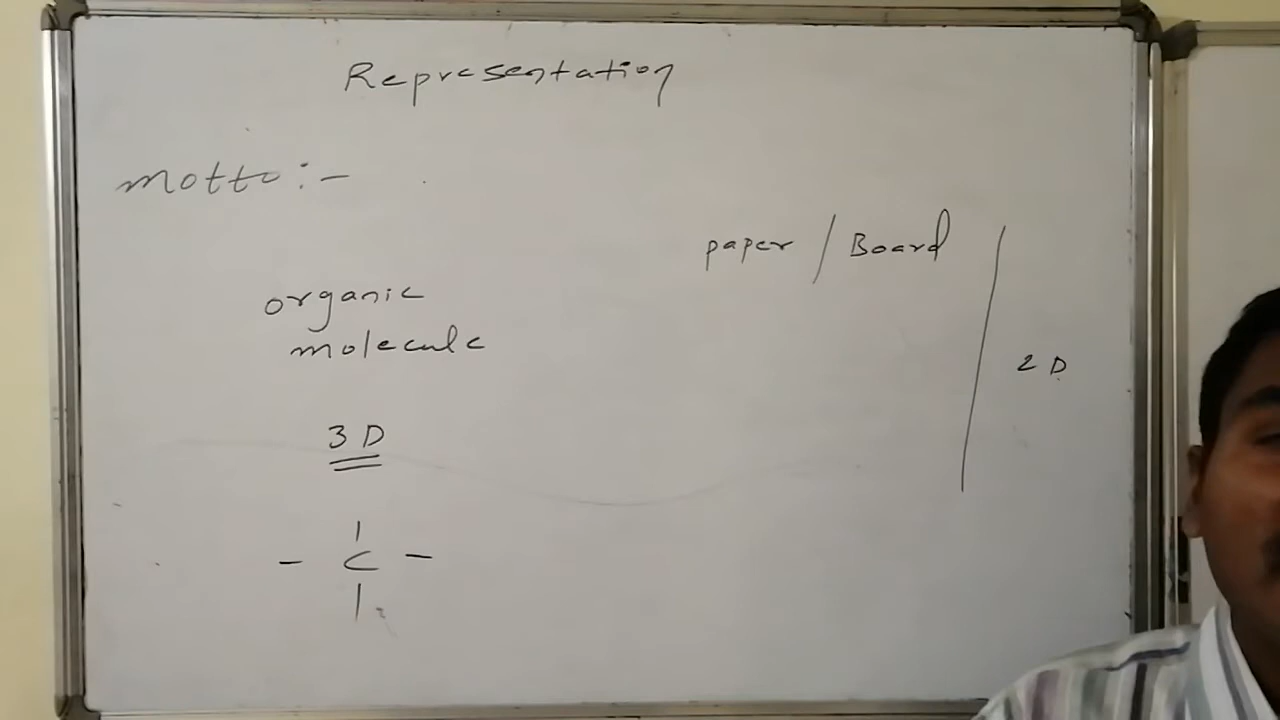 Representation
motto :-
paper / Board
organic
molecule
2 D
3 D
- C -